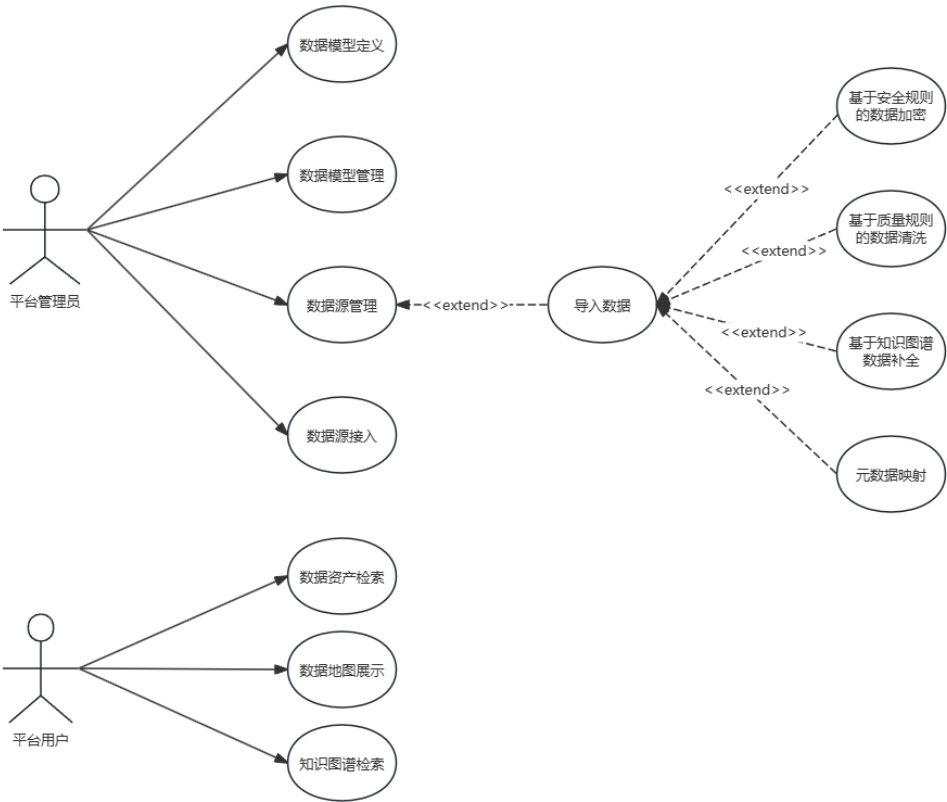 数据模型定义
基于安全规则
的数据加密
数据模型管理
<<extend>>
基于质量规则
的数据清洗
<<extend>>
平台管理员
数据源管理
<<extend>>
导入数据
<<extend>>
基于知识图谱
数据补全
<<extend>>
数据源接入
元数据映射
数据资产检索
数据地图展示
平台用户
知识图谱检索